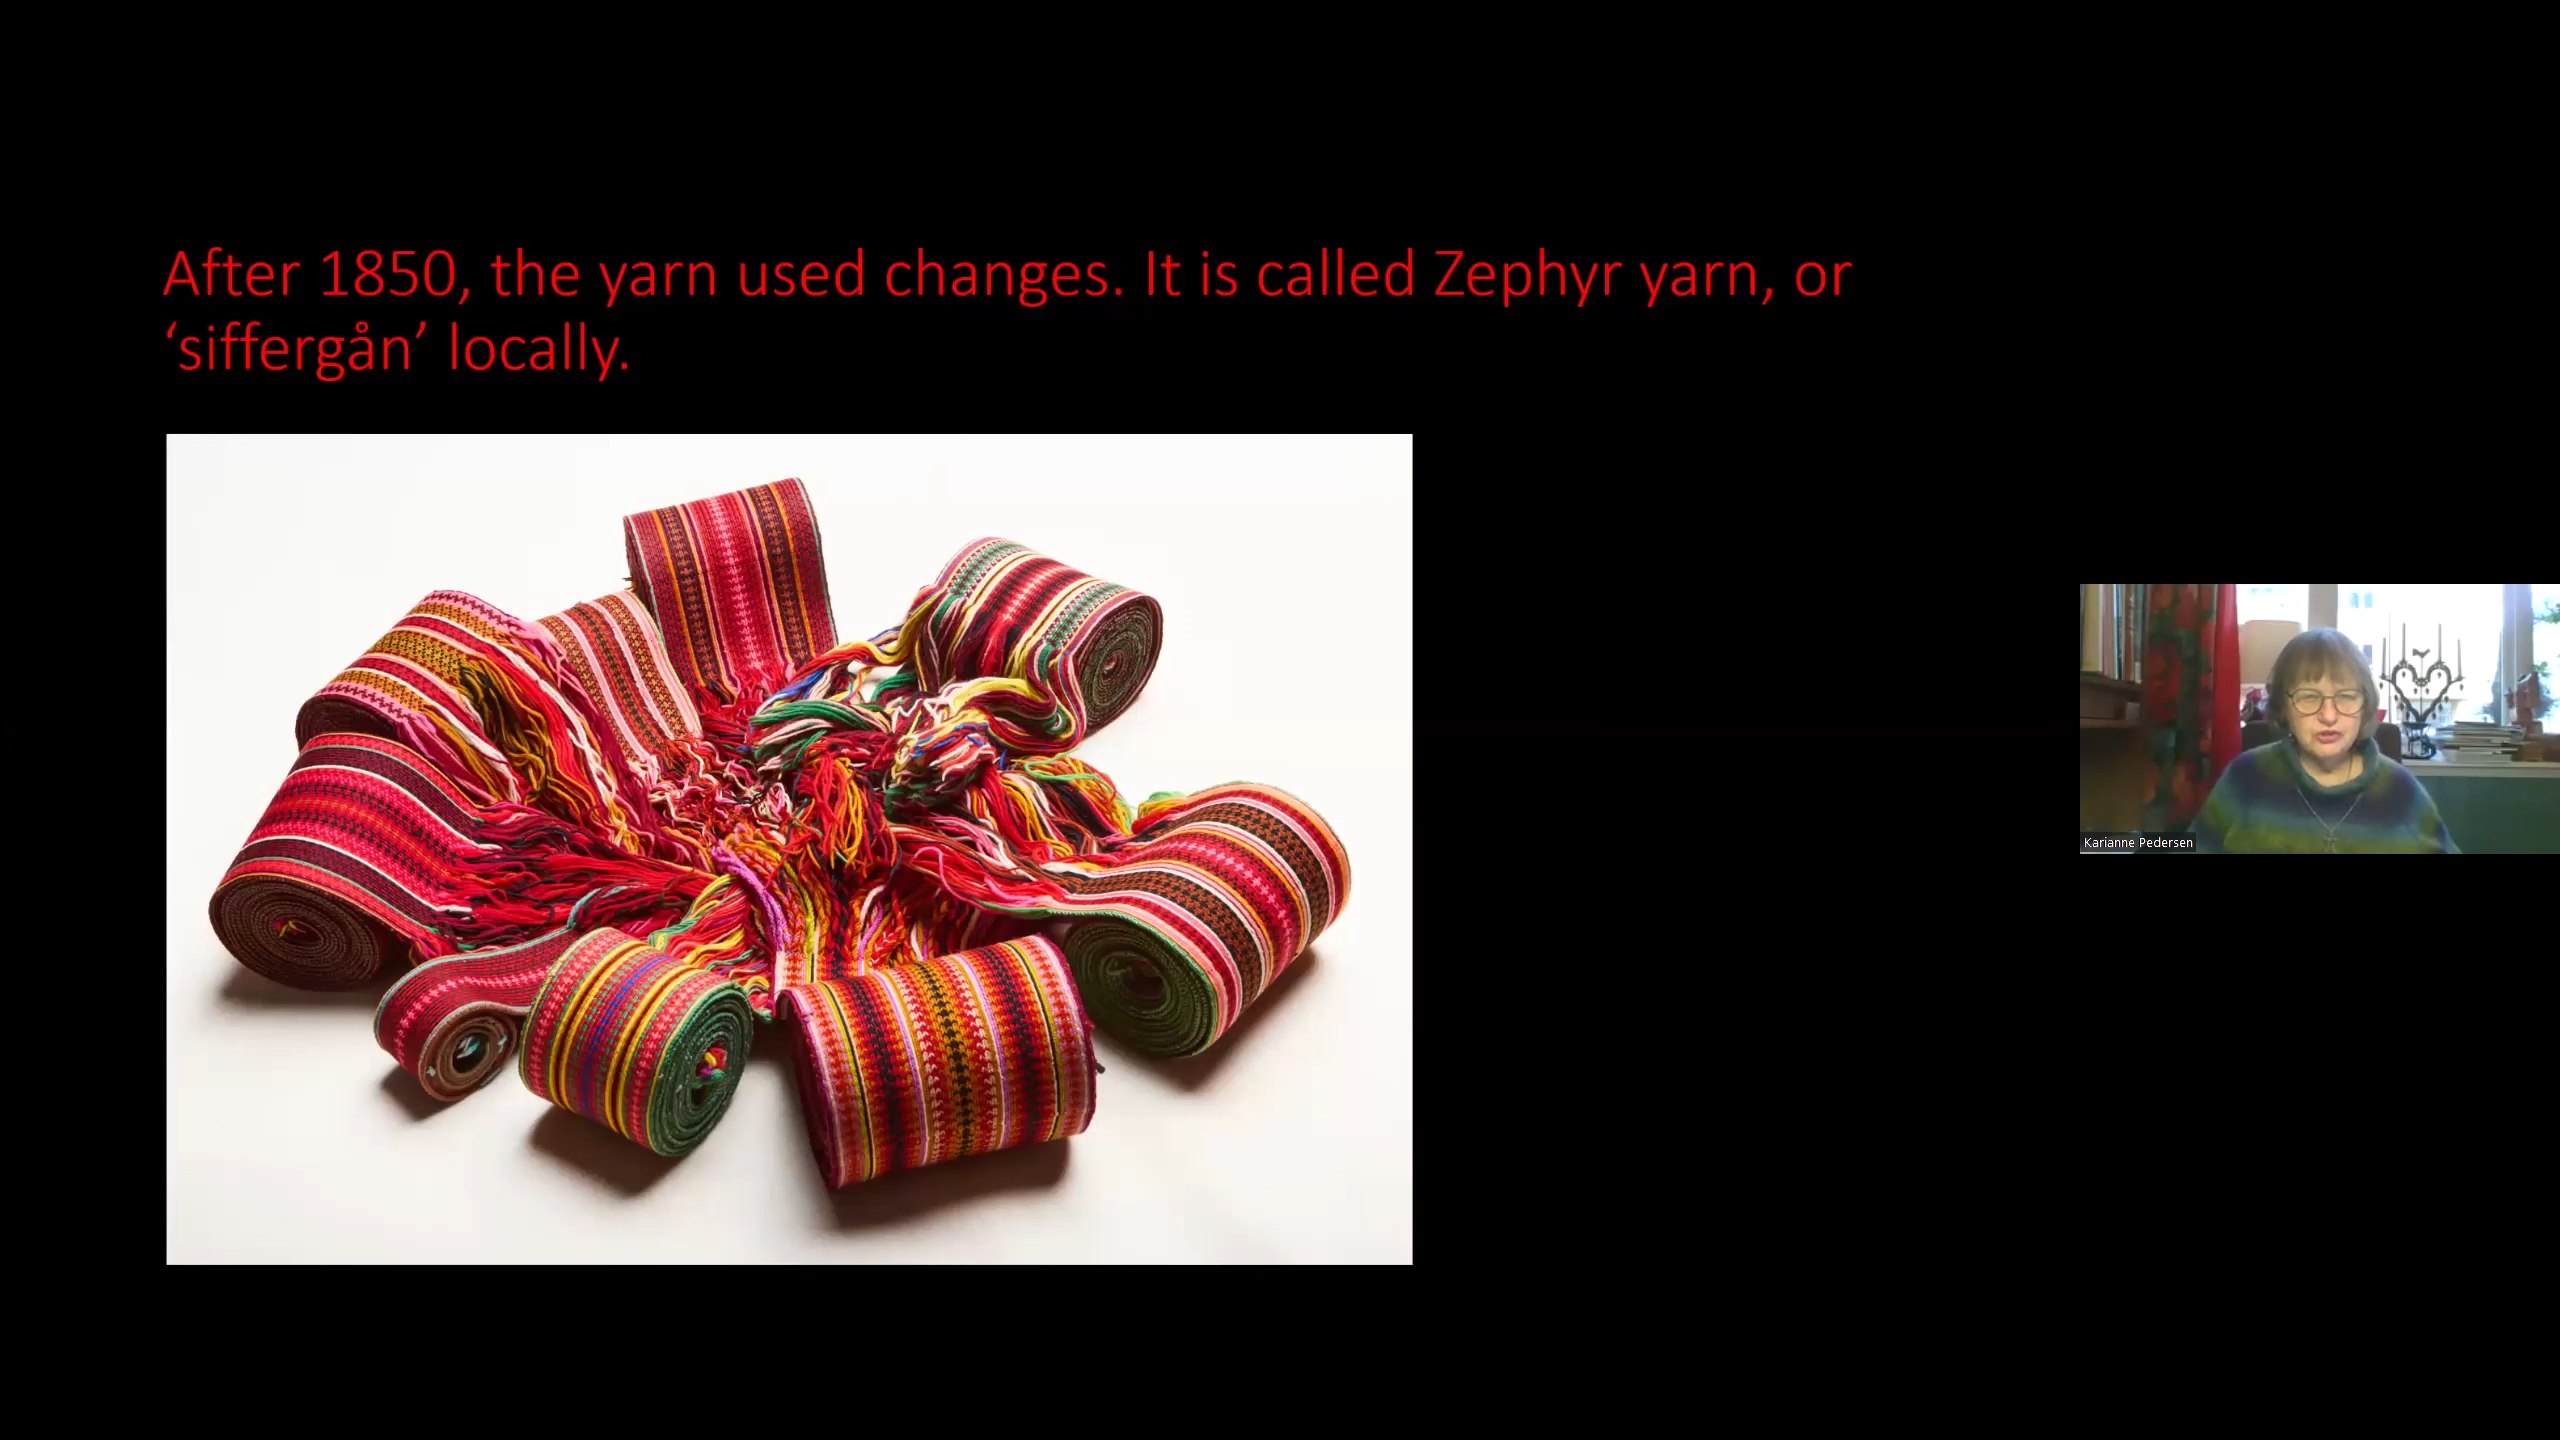 After 1850, the yarn used changes. It is called Zephyr yarn, or
‘siffergån’ locally.
Karianne Pedersen